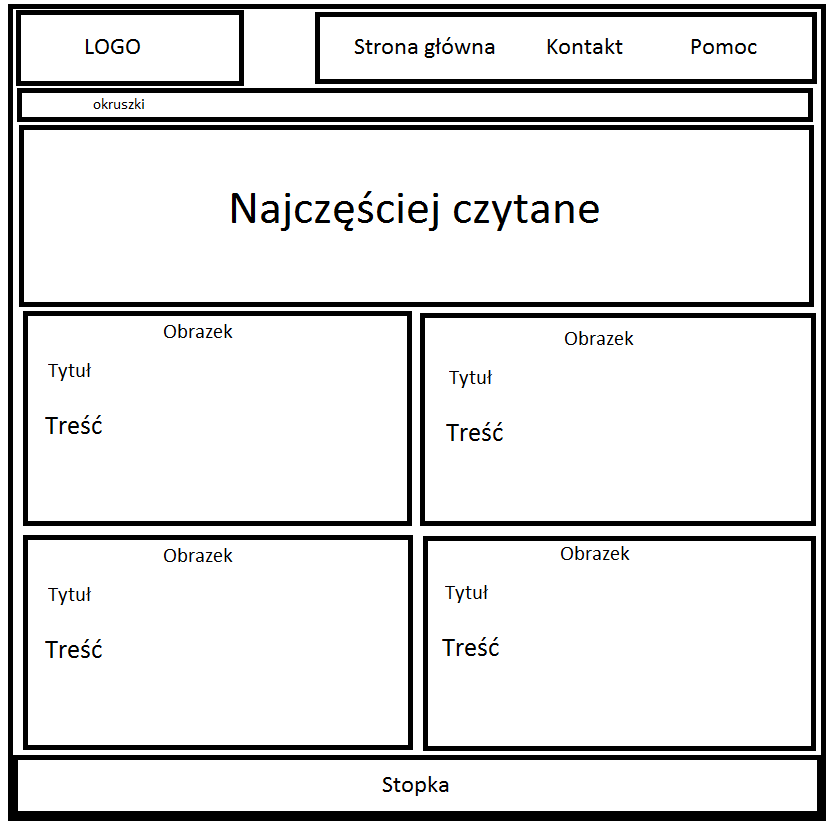 LOGO
Strona główna Kontakt Pomoc
okruszki
Najczęściej czytane
Obrazek
Tytuł
Treść
Obrazek
Tytuł
Treść
Obrazek
Tytuł
Treść
Obrazek
Tytuł
Treść
Stopka